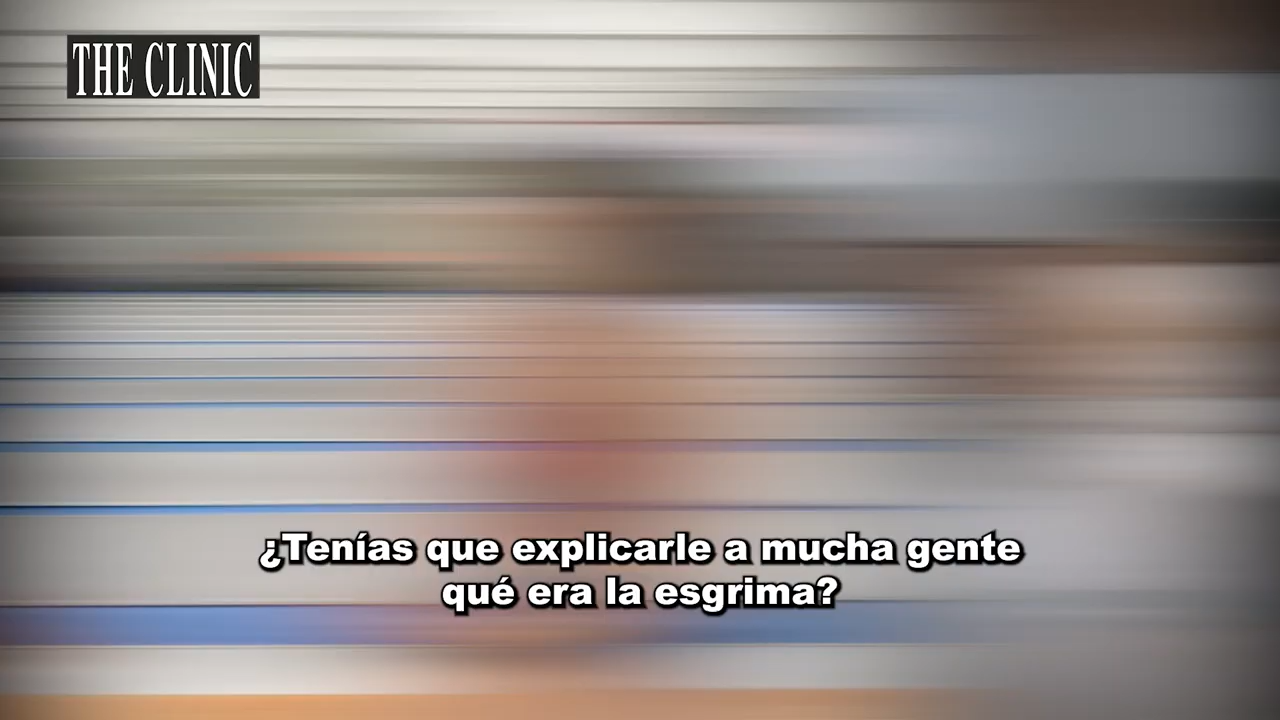 THE CLINIC
¿Tenías que explicarle a mucha gente
qué era la esgrima?